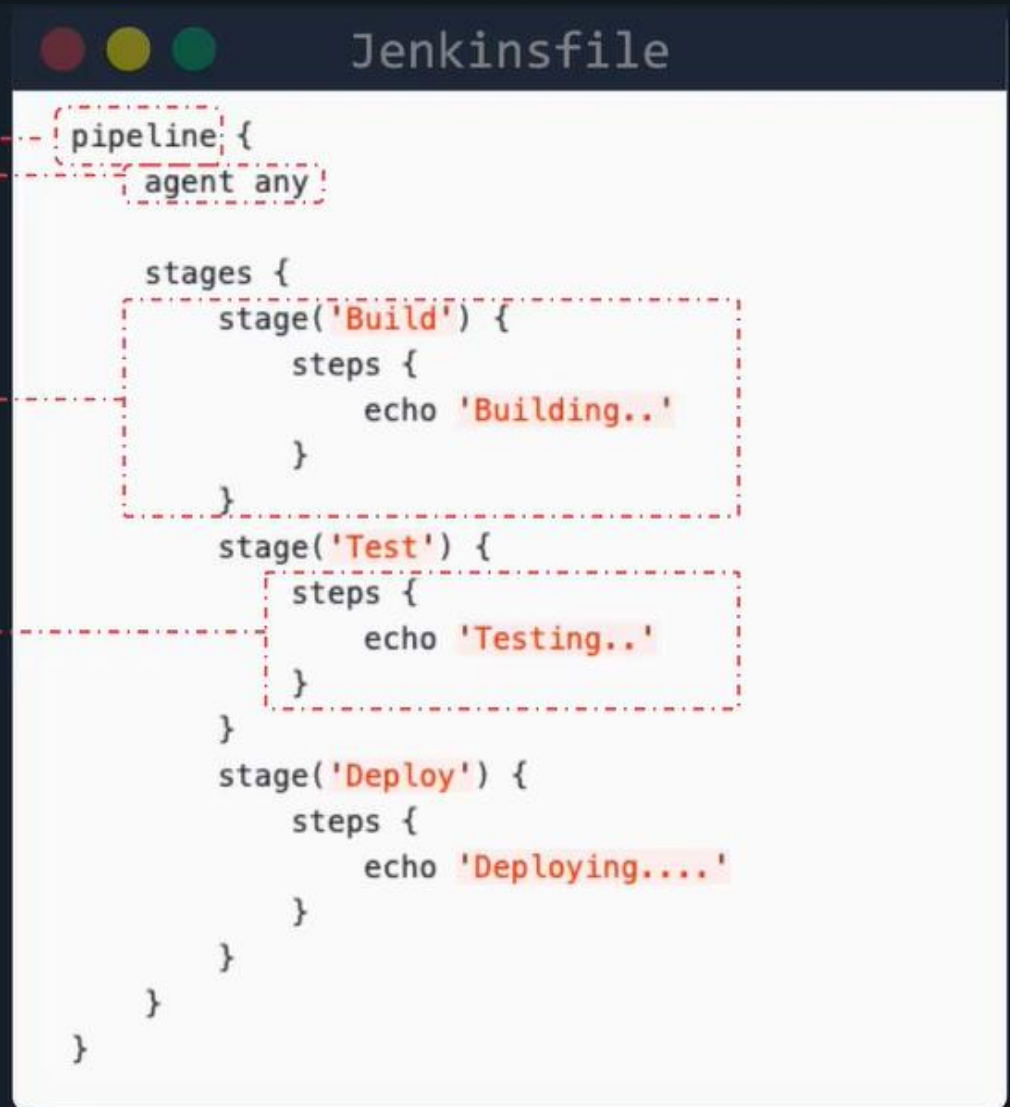 Jenkinsfile
pipeline {
agent any
stages {
stage('Build') {
steps {
echo 'Building..'
}
}
stage('Test') {
steps {
echo 'Testing..'
}
}
stage('Deploy') {
steps {
echo 'Deploying....'
}
}
}
}